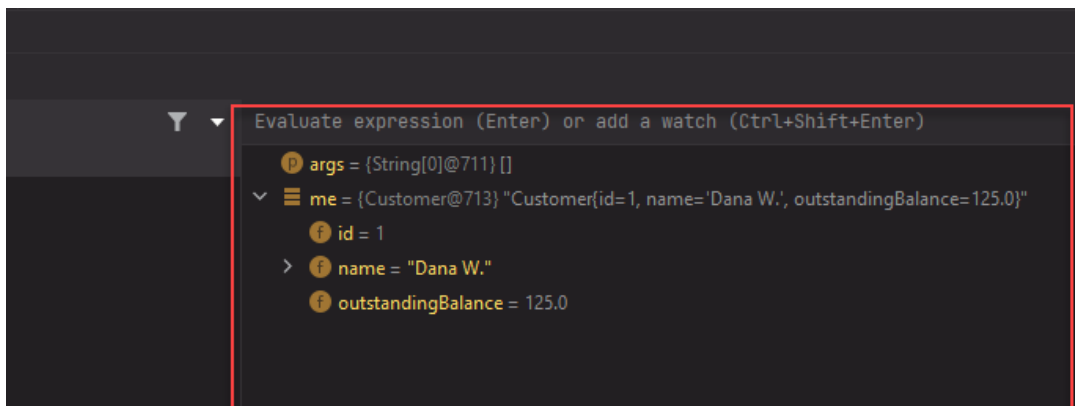 Evaluate expression (Enter) or add a watch (Ctrl+Shift+Enter)
p args = {String[0]@711} []
me = {Customer@713} "Customer{id=1, name='Dana W.', outstandingBalance=125.0}"
f id = 1
f name = "Dana W."
f outstandingBalance = 125.0